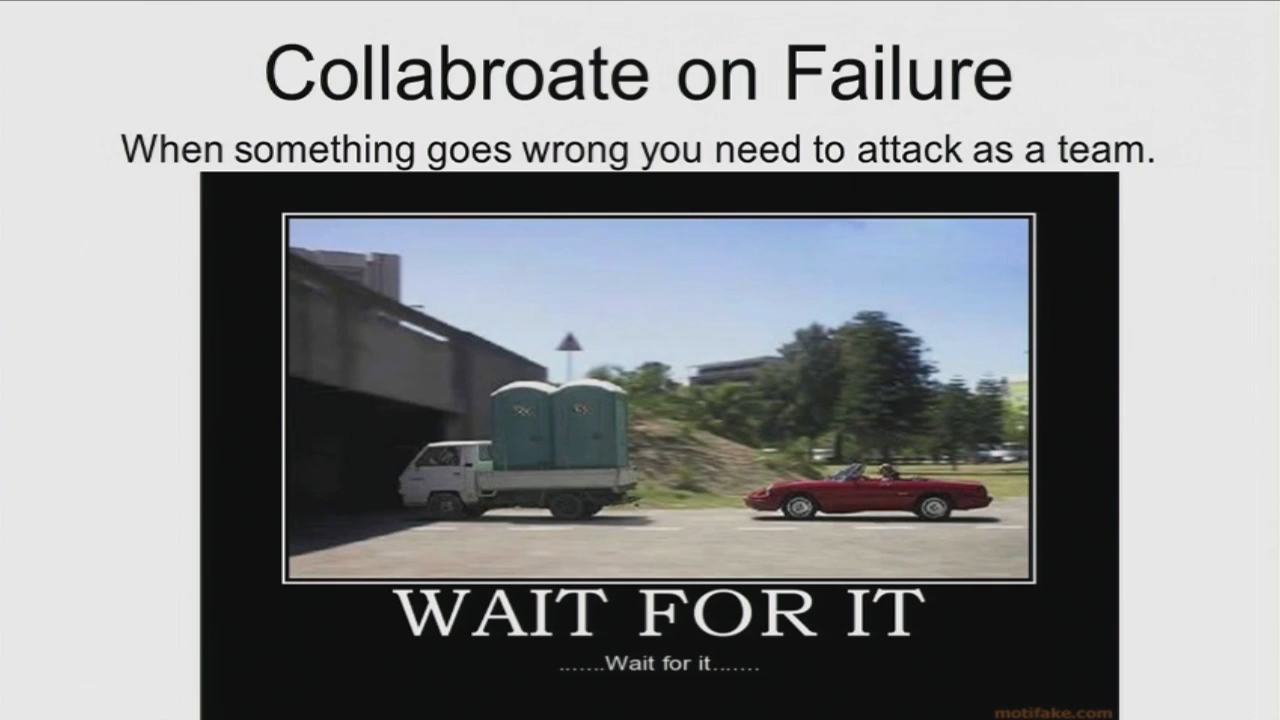 Collabroate on Failure
When something goes wrong you need to attack as a team.
WAIT FOR IT
.......Wait for it.......
motifake.com